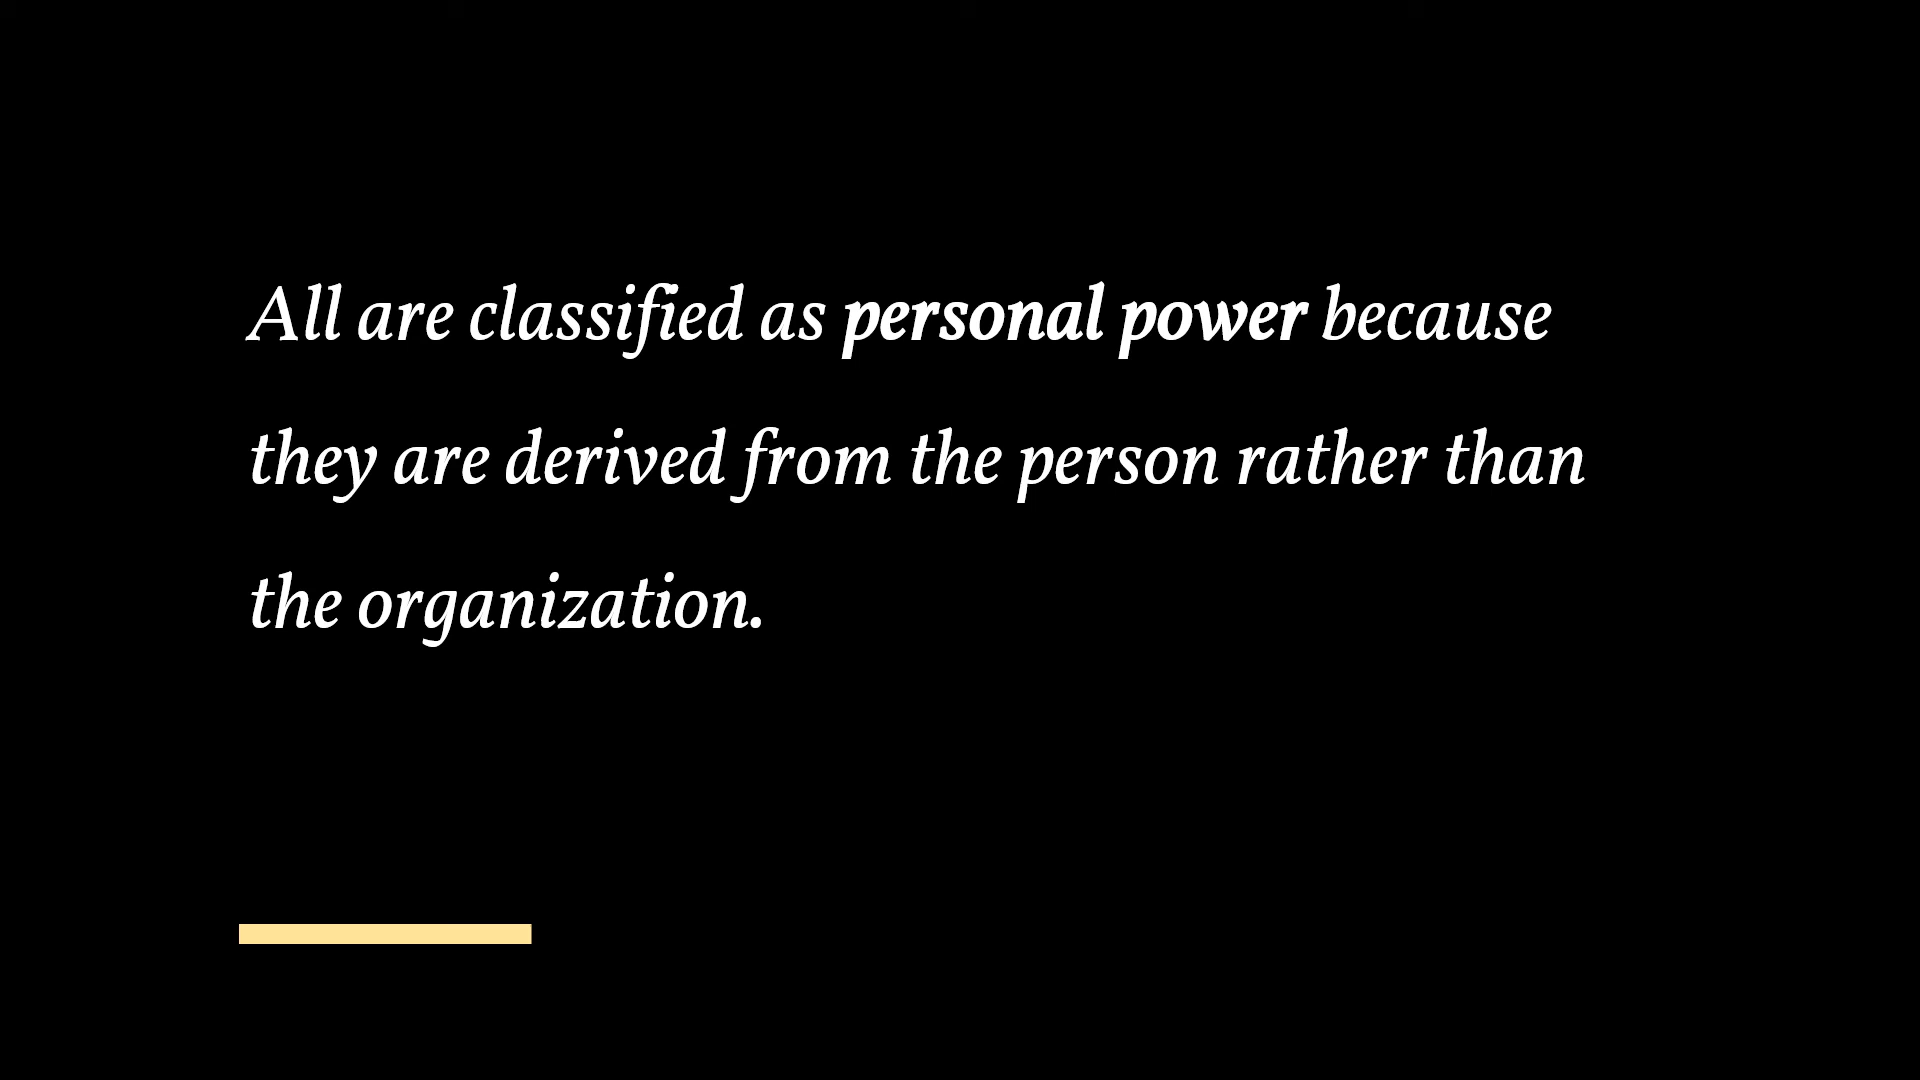 All are classified as personal power because
they are derived from the person rather than
the organization.